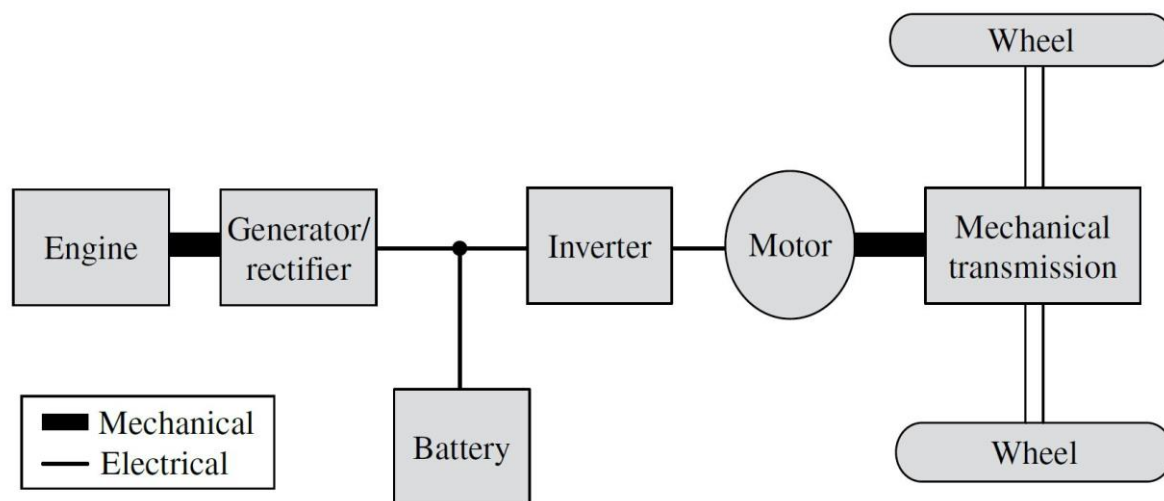 Wheel
Engine
Generator/
rectifier
Inverter
Motor
Mechanical
transmission
Mechanical
Electrical
Battery
Wheel